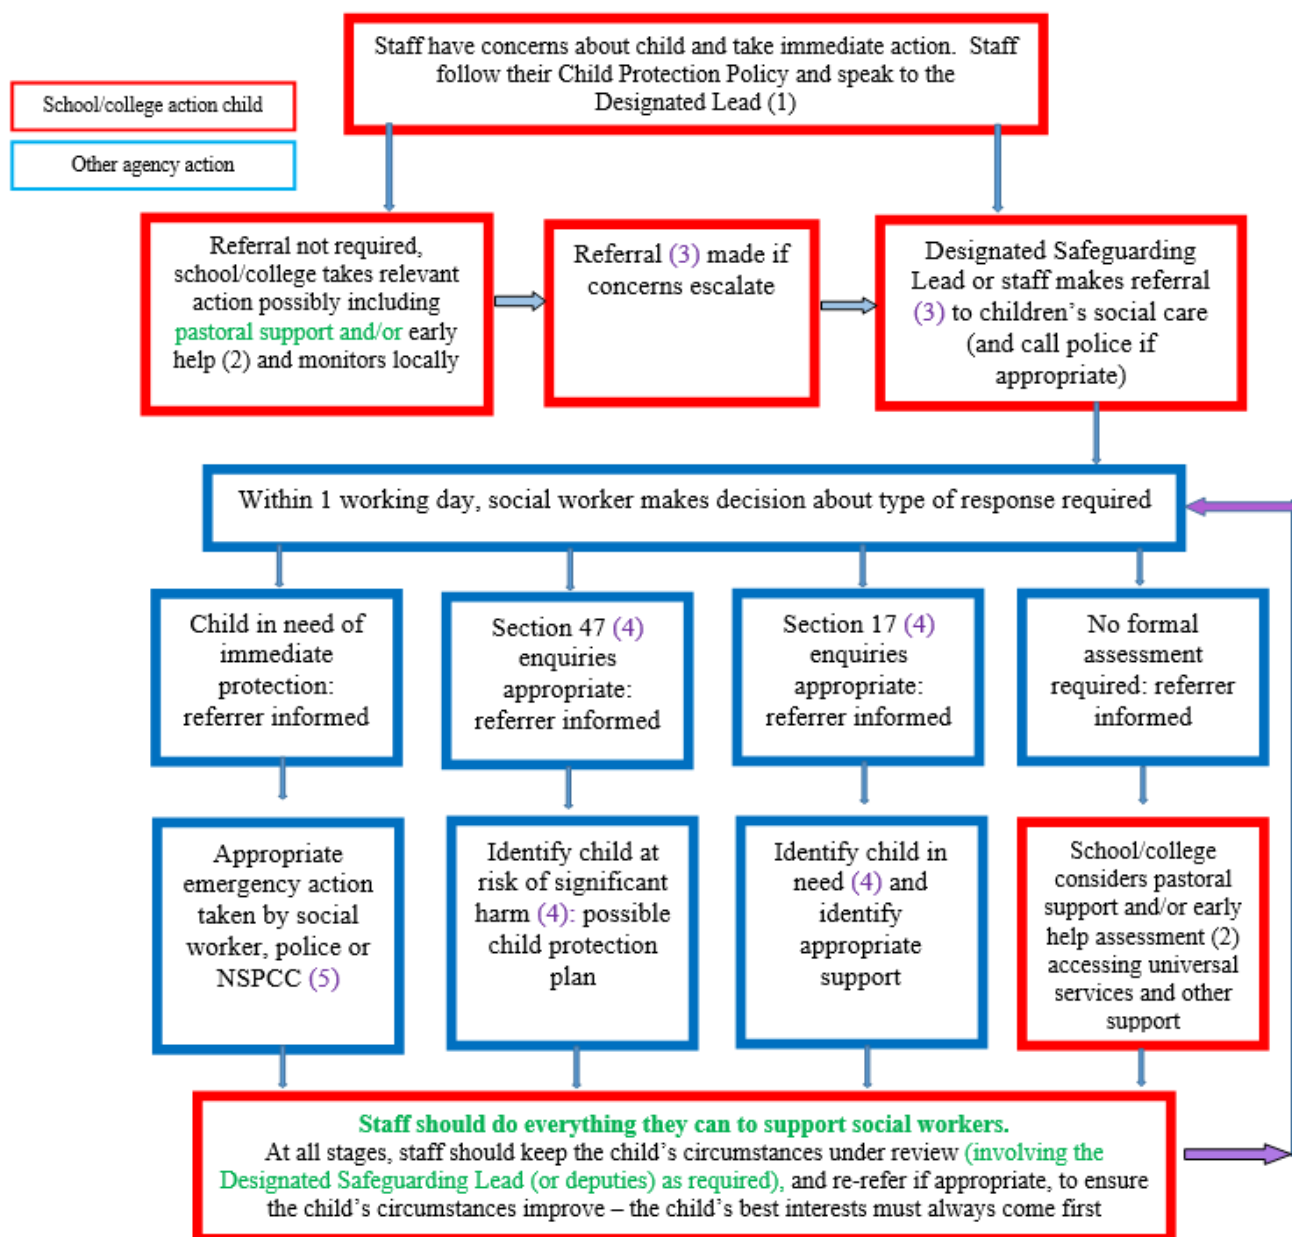 Staff have concerns about child and take immediate action.  Staff
follow their Child Protection Policy and speak to the
Designated Lead (1)
School/college action child
Other agency action
Referral not required,
school/college takes relevant
action possibly including
pastoral support and/or early
help (2) and monitors locally
Referral (3) made if
concerns escalate
Designated Safeguarding
Lead or staff makes referral
(3) to children’s social care
(and call police if
appropriate)
Within 1 working day, social worker makes decision about type of response required
Child in need of
immediate
protection:
referrer informed
Section 47 (4)
enquiries
appropriate:
referrer informed
Section 17 (4)
enquiries
appropriate:
referrer informed
No formal
assessment
required: referrer
informed
Appropriate
emergency action
taken by social
worker, police or
NSPCC (5)
Identify child at
risk of significant
harm (4): possible
child protection
plan
Identify child in
need (4) and
identify
appropriate
support
School/college
considers pastoral
support and/or early
help assessment (2)
accessing universal
services and other
support
Staff should do everything they can to support social workers.
At all stages, staff should keep the child’s circumstances under review (involving the
Designated Safeguarding Lead (or deputies) as required), and re-refer if appropriate, to ensure
the child’s circumstances improve – the child’s best interests must always come first